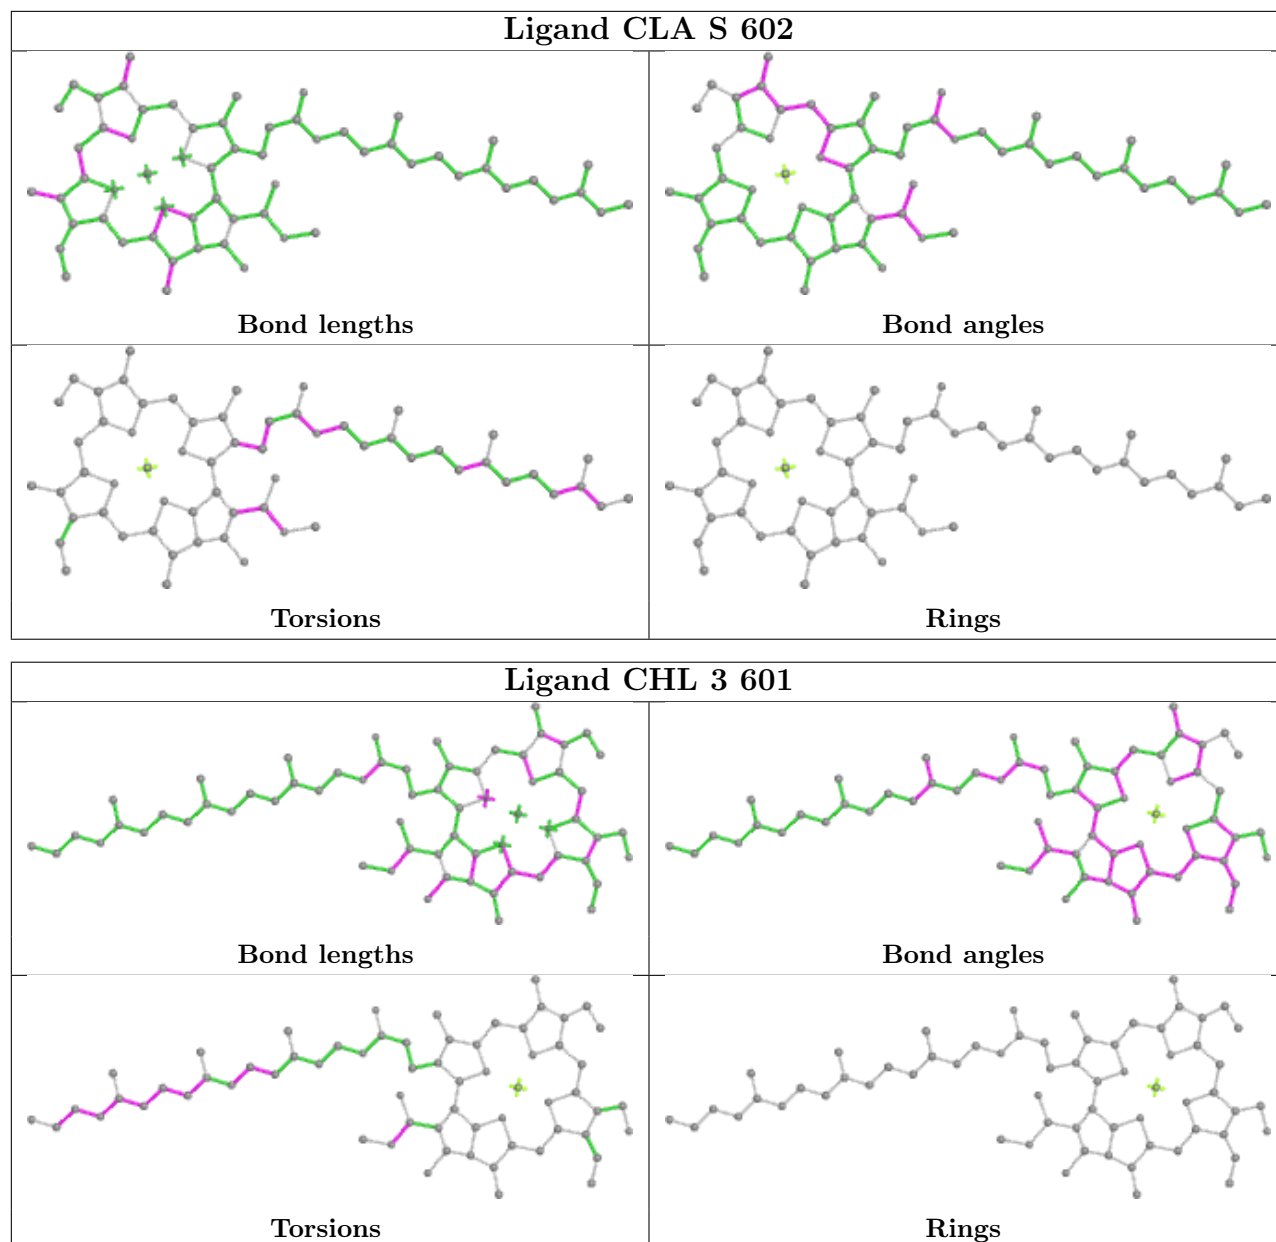 Ligand CLA S 602
Bond lengths
Bond angles
Torsions
Rings
Ligand CHL 3 601
Bond lengths
Bond angles
Torsions
Rings